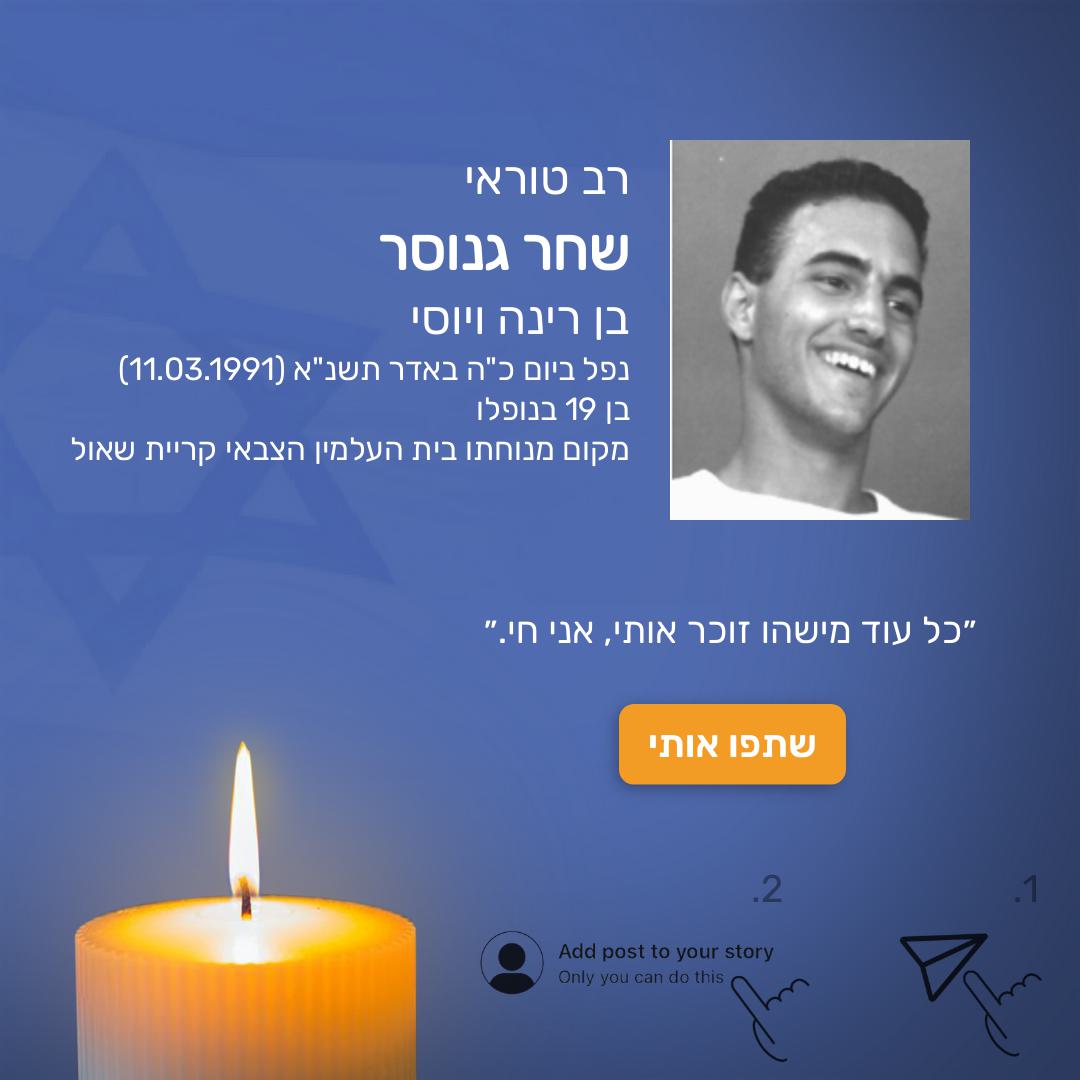 רב טוראי
שחר גנוסר
בן רינה ויוסי
נפל ביום כ"ה באדר תשנ"א (11.03.1991)
בן 19 בנופלו
מקום מנוחתו בית העלמין הצבאי קריית שאול
״כל עוד מישהו זוכר אותי, אני חי.״
שתפו אותי
1.
2.
Add post to your story
Only you can do this